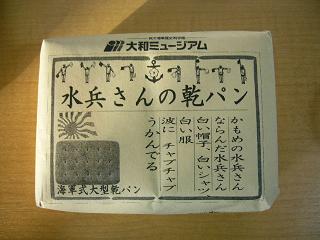 大和ミュージアム
水兵さんの乾パン
かもめの水兵さん
ならんだ水兵さん
白い帽子、白いシャツ、
白い服
波に チャプチャプ
うかんでる
海軍式大型乾パン